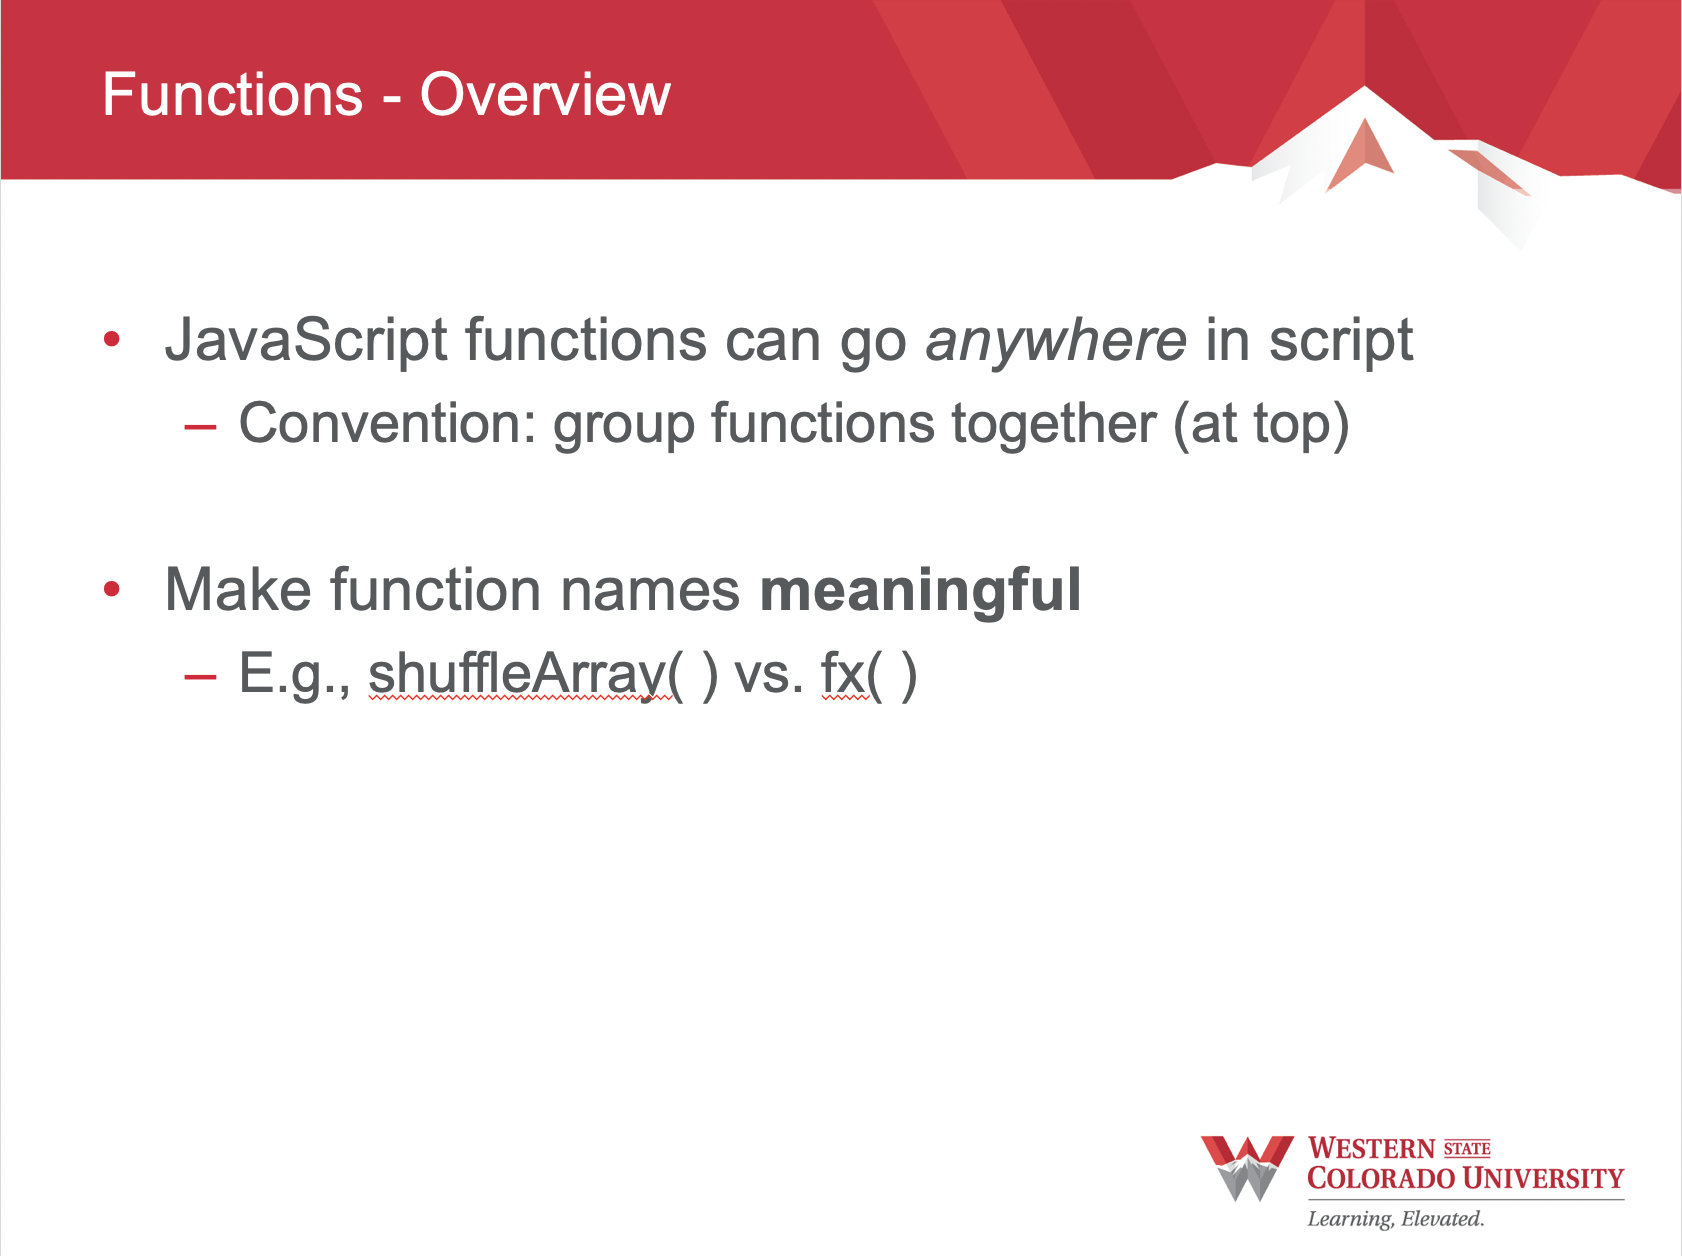 Functions - Overview
• JavaScript functions can go anywhere in script
– Convention: group functions together (at top)
• Make function names meaningful
– E.g., shuffleArray( ) vs. fx( )
WESTERN STATE
COLORADO UNIVERSITY
Learning, Elevated.